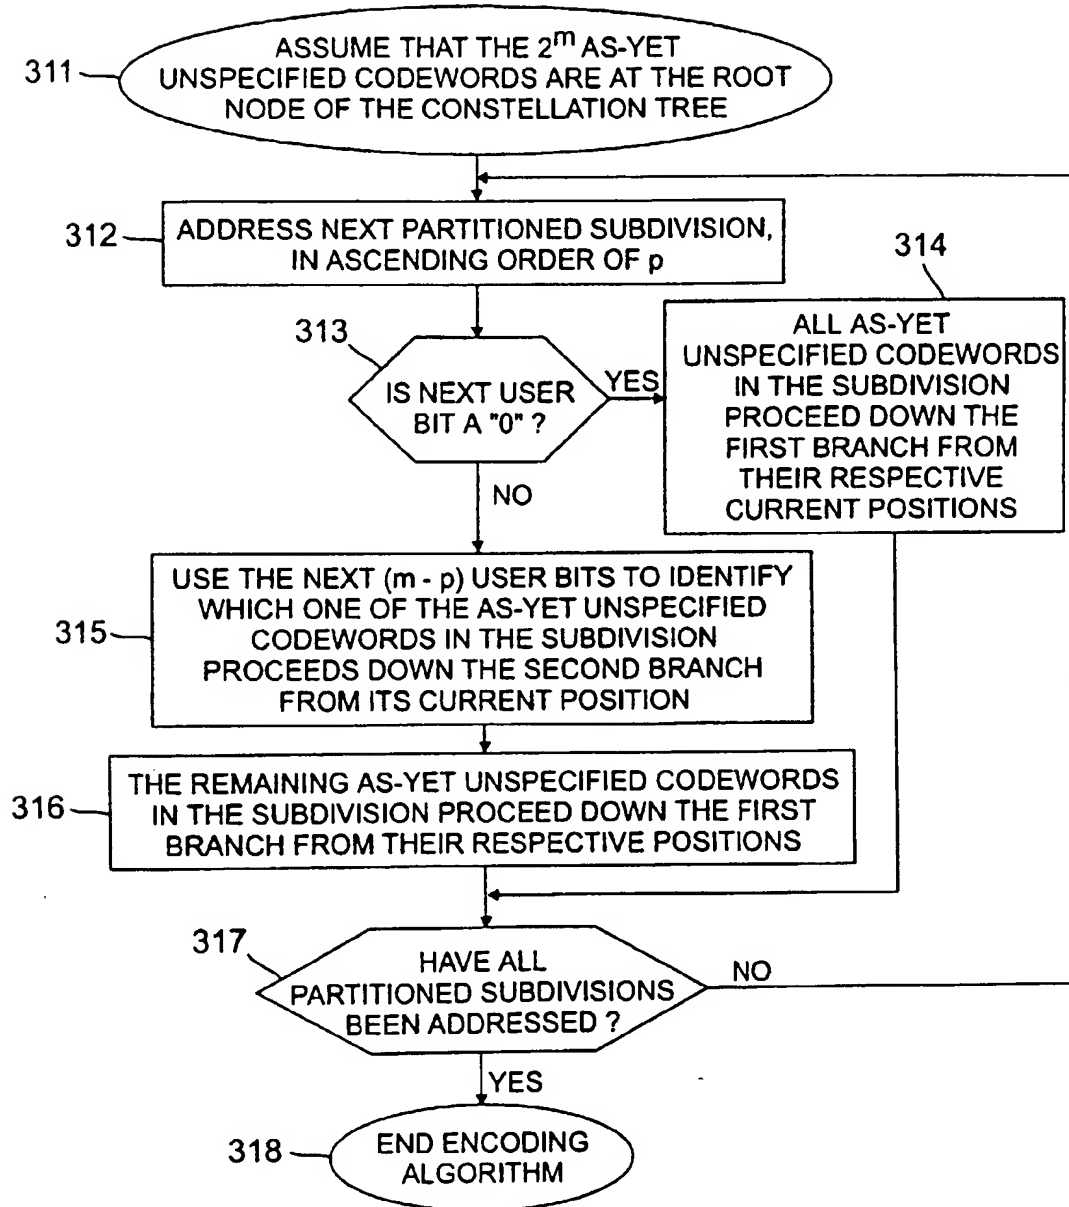 311
ASSUME THAT THE 2^m AS-YET
UNSPECIFIED CODEWORDS ARE AT THE ROOT
NODE OF THE CONSTELLATION TREE
312
ADDRESS NEXT PARTITIONED SUBDIVISION,
IN ASCENDING ORDER OF p
313
IS NEXT USER
BIT A "0" ?
YES
NO
314
ALL AS-YET
UNSPECIFIED CODEWORDS
IN THE SUBDIVISION
PROCEED DOWN THE
FIRST BRANCH FROM
THEIR RESPECTIVE
CURRENT POSITIONS
315
USE THE NEXT (m - p) USER BITS TO IDENTIFY
WHICH ONE OF THE AS-YET UNSPECIFIED
CODEWORDS IN THE SUBDIVISION
PROCEEDS DOWN THE SECOND BRANCH
FROM ITS CURRENT POSITION
316
THE REMAINING AS-YET UNSPECIFIED CODEWORDS
IN THE SUBDIVISION PROCEED DOWN THE FIRST
BRANCH FROM THEIR RESPECTIVE POSITIONS
317
HAVE ALL
PARTITIONED SUBDIVISIONS
BEEN ADDRESSED ?
NO
YES
318
END ENCODING
ALGORITHM